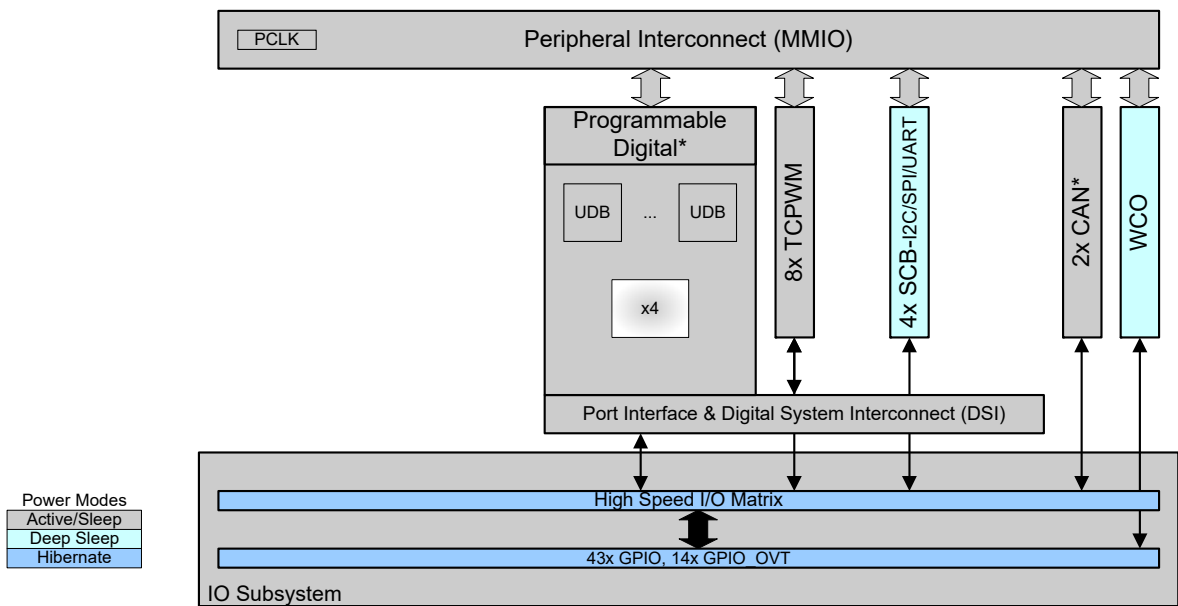 PCLK
Peripheral Interconnect (MMIO)
Programmable
Digital*
UDB
...
UDB
x4
8x TCPWM
4x SCB-I2C/SPI/UART
2x CAN*
WCO
Port Interface & Digital System Interconnect (DSI)
High Speed I/O Matrix
43x GPIO, 14x GPIO_OVT
IO Subsystem
Power Modes
Active/Sleep
Deep Sleep
Hibernate